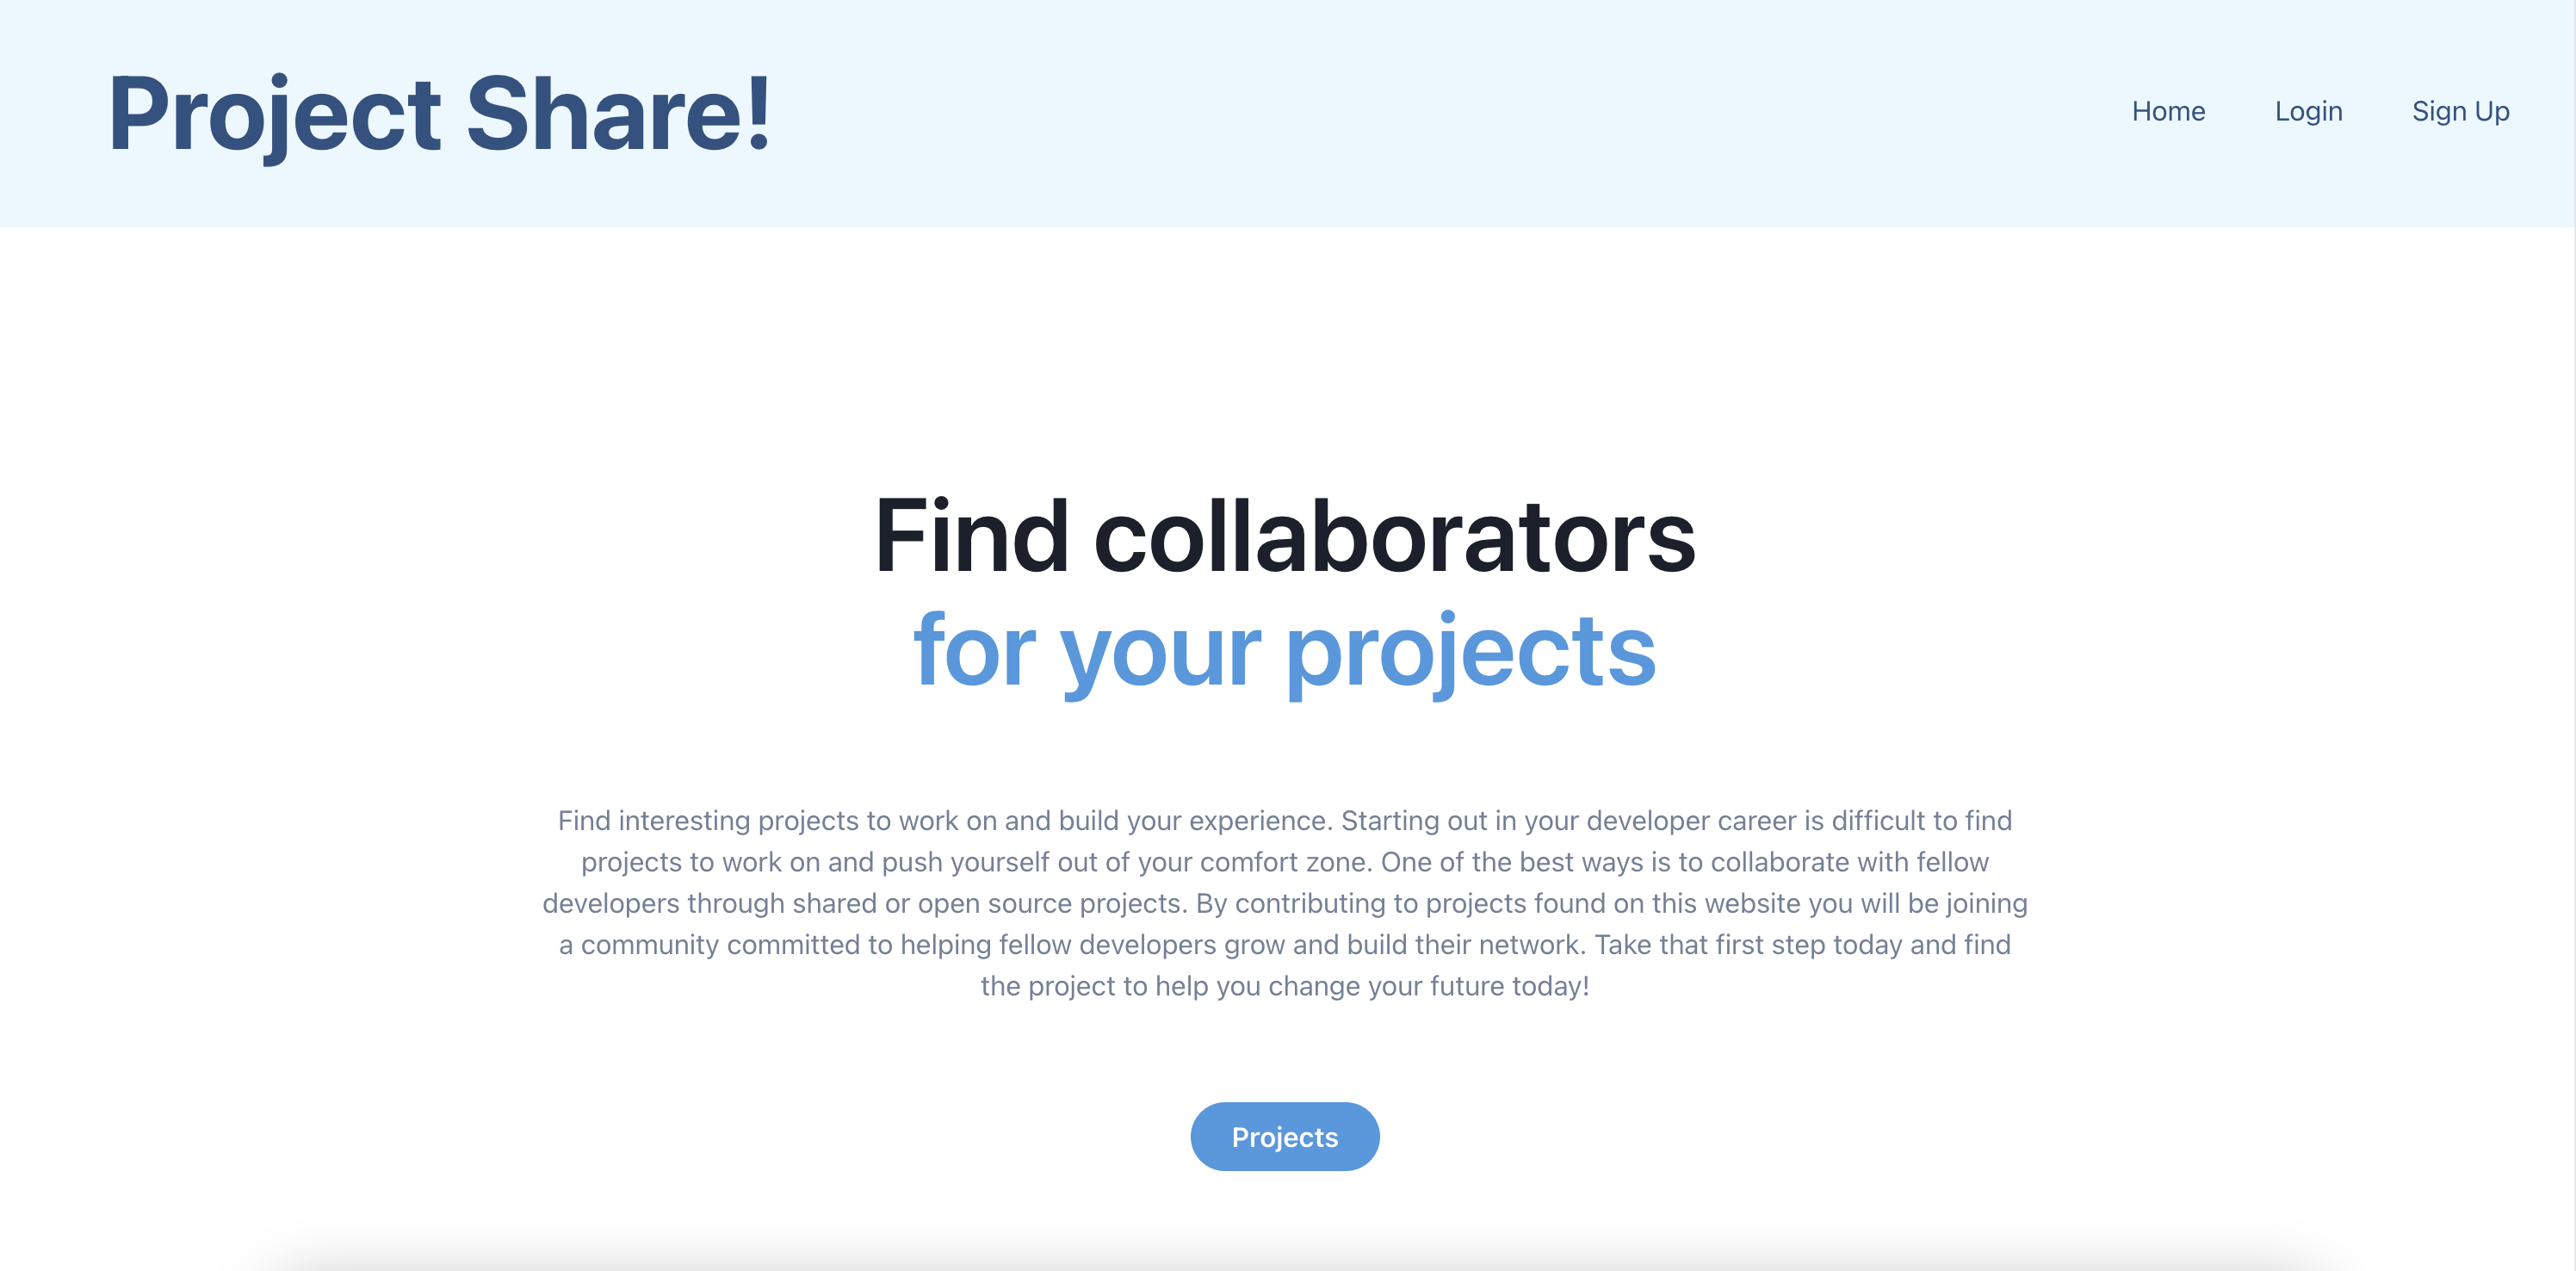 Project Share!
Home
Login
Sign Up
Find collaborators
for your projects
Find interesting projects to work on and build your experience. Starting out in your developer career is difficult to find
projects to work on and push yourself out of your comfort zone. One of the best ways is to collaborate with fellow
developers through shared or open source projects. By contributing to projects found on this website you will be joining
a community committed to helping fellow developers grow and build their network. Take that first step today and find
the project to help you change your future today!
Projects